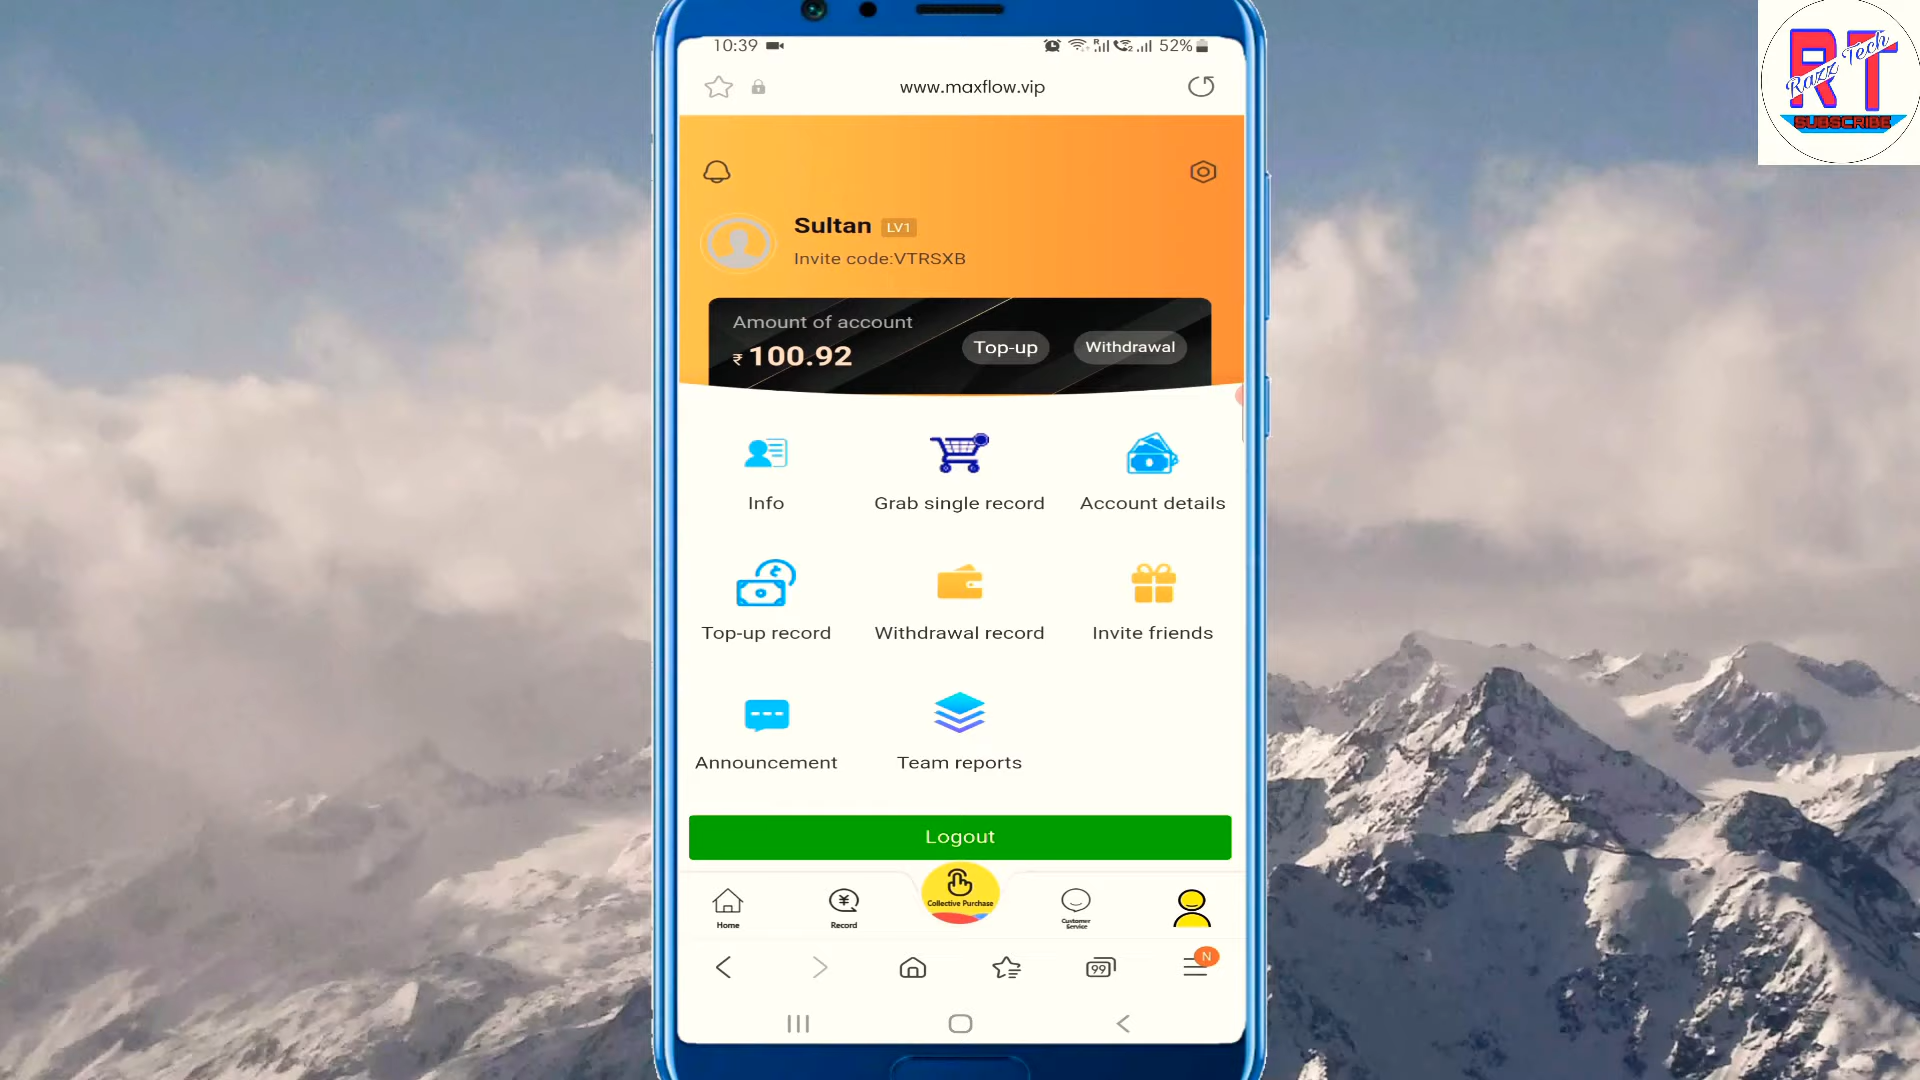 10:39
52%
www.maxflow.vip
RT
Razz Tech
SUBSCRIBE
Sultan LV1
Invite code:VTRSXB
Amount of account
₹ 100.92
Top-up
Withdrawal
Info
Grab single record
Account details
Top-up record
Withdrawal record
Invite friends
Announcement
Team reports
Logout
Collective Purchase
Home
Record
Customer
Service
99
N